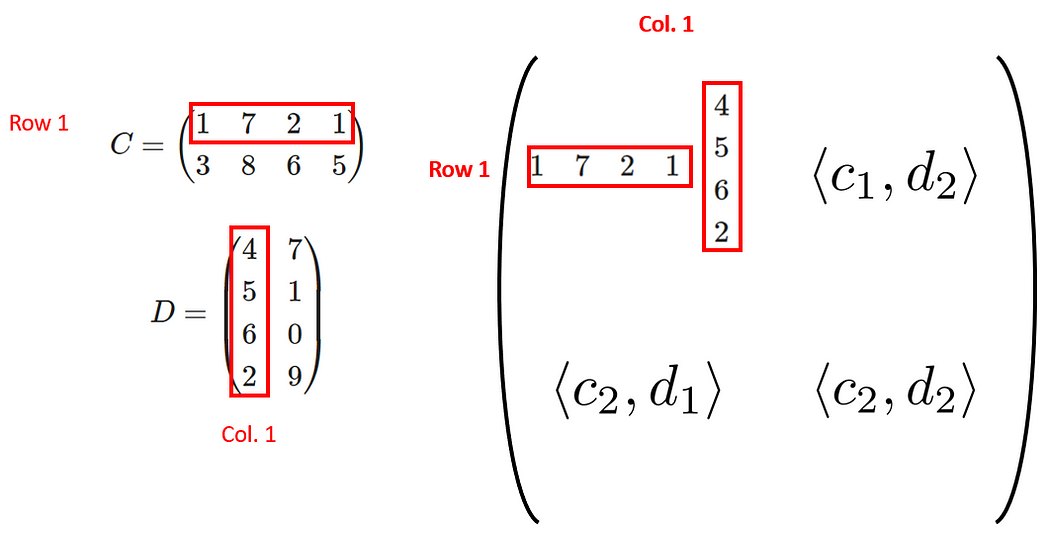 Col. 1
Row 1
C = (1 7 2 1
3 8 6 5)
D = (4 7
5 1
6 0
2 9)
Col. 1
Row 1
1 7 2 1
4
5
6
2
⟨c₁, d₂⟩
⟨c₂, d₁⟩ ⟨c₂, d₂⟩